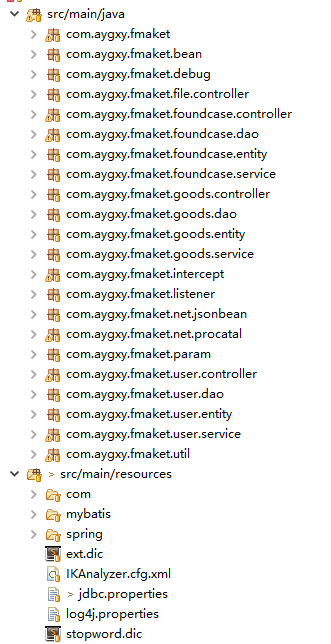 src/main/java
com.aygxy.fmaket
com.aygxy.fmaket.bean
com.aygxy.fmaket.debug
com.aygxy.fmaket.file.controller
com.aygxy.fmaket.foundcase.controller
com.aygxy.fmaket.foundcase.dao
com.aygxy.fmaket.foundcase.entity
com.aygxy.fmaket.foundcase.service
com.aygxy.fmaket.goods.controller
com.aygxy.fmaket.goods.dao
com.aygxy.fmaket.goods.entity
com.aygxy.fmaket.goods.service
com.aygxy.fmaket.intercept
com.aygxy.fmaket.listener
com.aygxy.fmaket.net.jsonbean
com.aygxy.fmaket.net.procatal
com.aygxy.fmaket.param
com.aygxy.fmaket.user.controller
com.aygxy.fmaket.user.dao
com.aygxy.fmaket.user.entity
com.aygxy.fmaket.user.service
com.aygxy.fmaket.util
> src/main/resources
com
mybatis
spring
ext.dic
IKAnalyzer.cfg.xml
> jdbc.properties
log4j.properties
stopword.dic